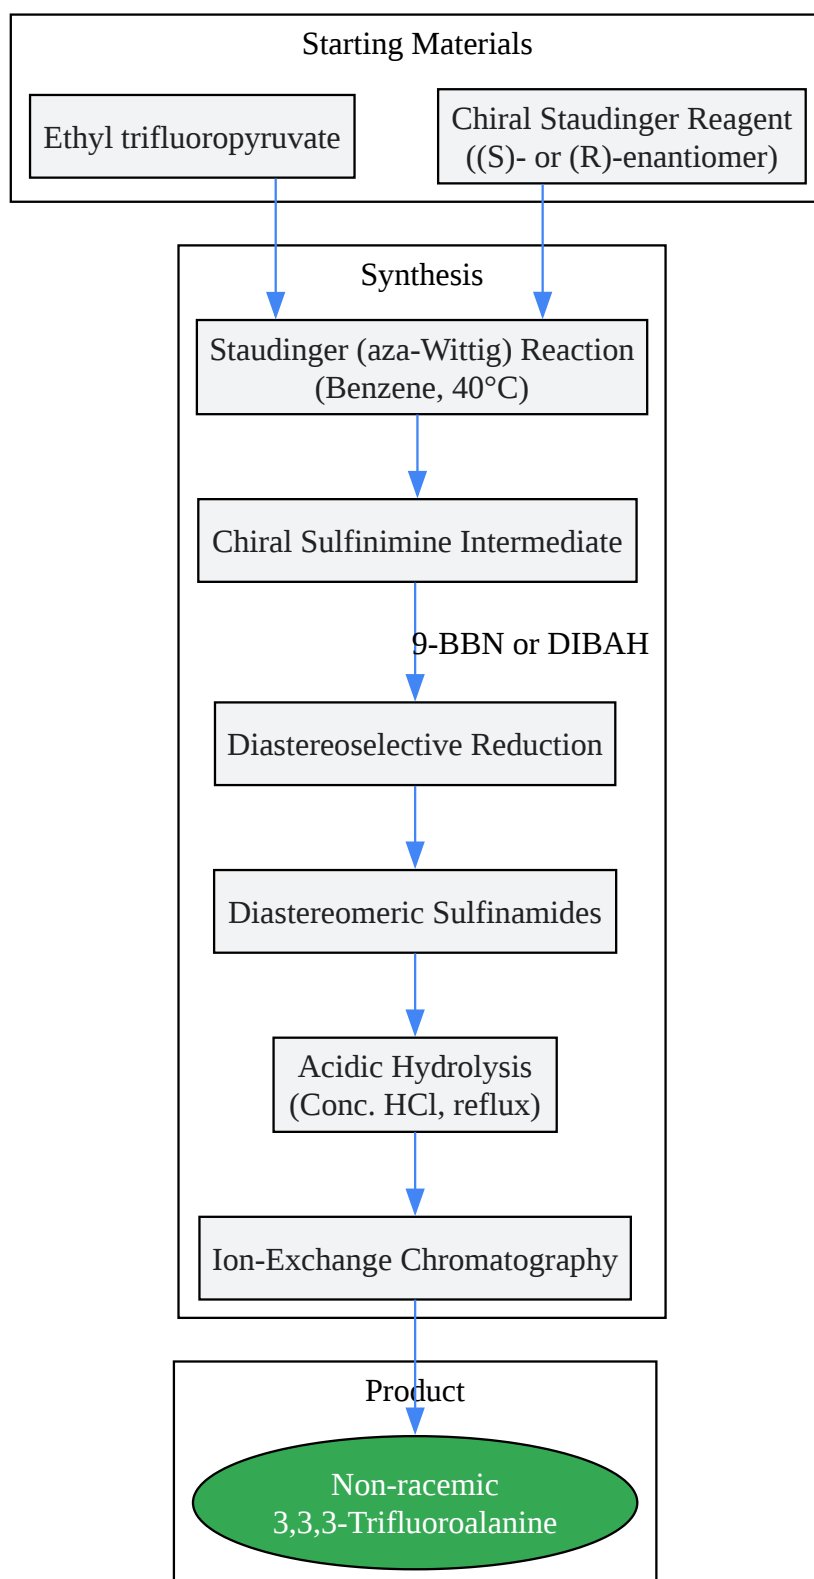 Starting Materials
Ethyl trifluoropyruvate
Chiral Staudinger Reagent
((S)- or (R)-enantiomer)
Synthesis
Staudinger (aza-Wittig) Reaction
(Benzene, 40°C)
Chiral Sulfinimine Intermediate
9-BBN or DIBAH
Diastereoselective Reduction
Diastereomeric Sulfinamides
Acidic Hydrolysis
(Conc. HCl, reflux)
Ion-Exchange Chromatography
Product
Non-racemic
3,3,3-Trifluoroalanine